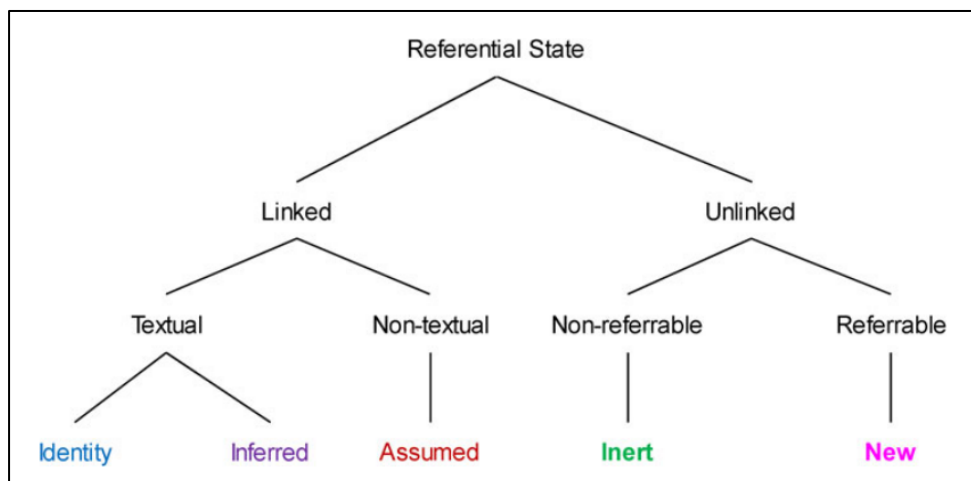 Referential State
Linked Unlinked
Textual Non-textual Non-referrable Referrable
Identity Inferred Assumed Inert New